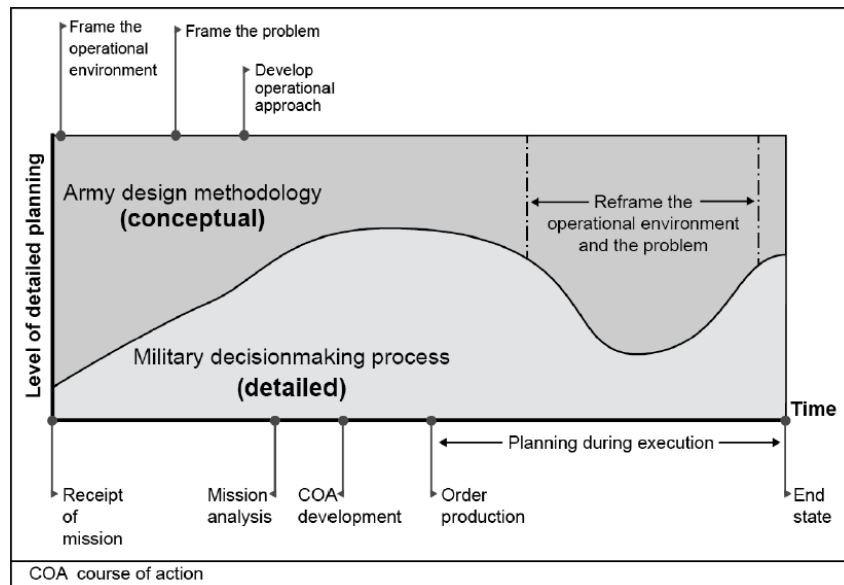 Frame the
operational
environment
Frame the problem
Develop
operational
approach
Level of detailed planning
Army design methodology
(conceptual)
Reframe the
operational environment
and the problem
Military decisionmaking process
(detailed)
Time
Planning during execution
Receipt
of
mission
Mission
analysis
COA
development
Order
production
End
state
COA course of action